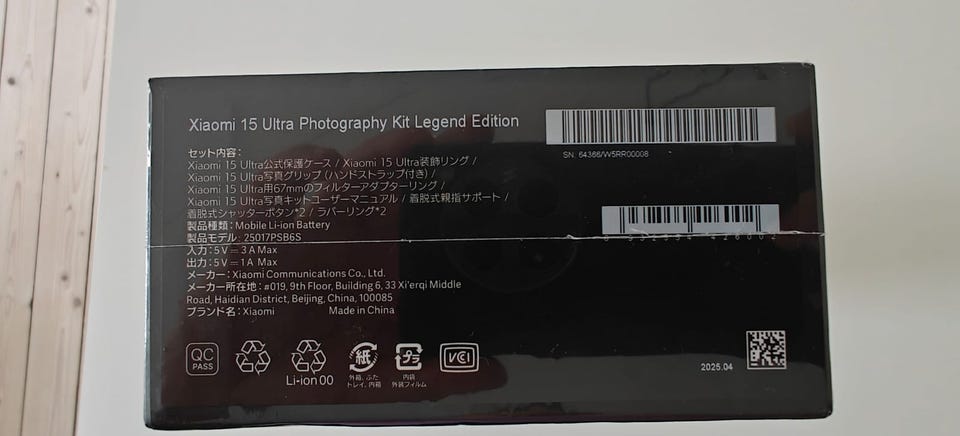 Xiaomi 15 Ultra Photography Kit Legend Edition
SN: 64366/W5RR00008
セット内容:
Xiaomi 15 Ultra公式保護ケース / Xiaomi 15 Ultra装飾リング /
Xiaomi 15 Ultra写真グリップ (ハンドストラップ付き) /
Xiaomi 15 Ultra用67mmのフィルターアダプターリング /
Xiaomi 15 Ultra写真キットユーザーマニュアル / 着脱式親指サポート /
着脱式シャッターボタン*2 / ラバーリング*2
製品種類: Mobile Li-ion Battery
製品モデル: 25017PSB6S
入力: 5V⎓3A Max
出力: 5V⎓1A Max
メーカー: Xiaomi Communications Co., Ltd.
メーカー所在地: #019, 9th Floor, Building 6, 33 Xi'erqi Middle
Road, Haidian District, Beijing, China, 100085
ブランド名: Xiaomi Made in China
QC
PASS
Li-ion 00
紙
外箱, ふた
トレイ, 内箱
プラ
内袋
外装フィルム
VCCI
2025.04